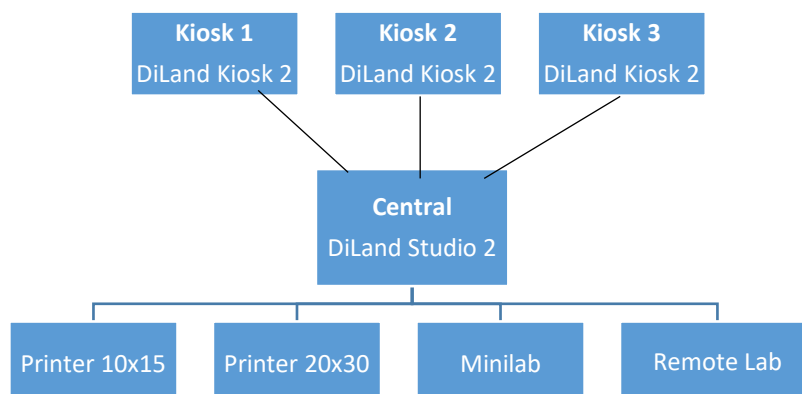 Kiosk 1
DiLand Kiosk 2
Kiosk 2
DiLand Kiosk 2
Kiosk 3
DiLand Kiosk 2
Central
DiLand Studio 2
Printer 10x15
Printer 20x30
Minilab
Remote Lab